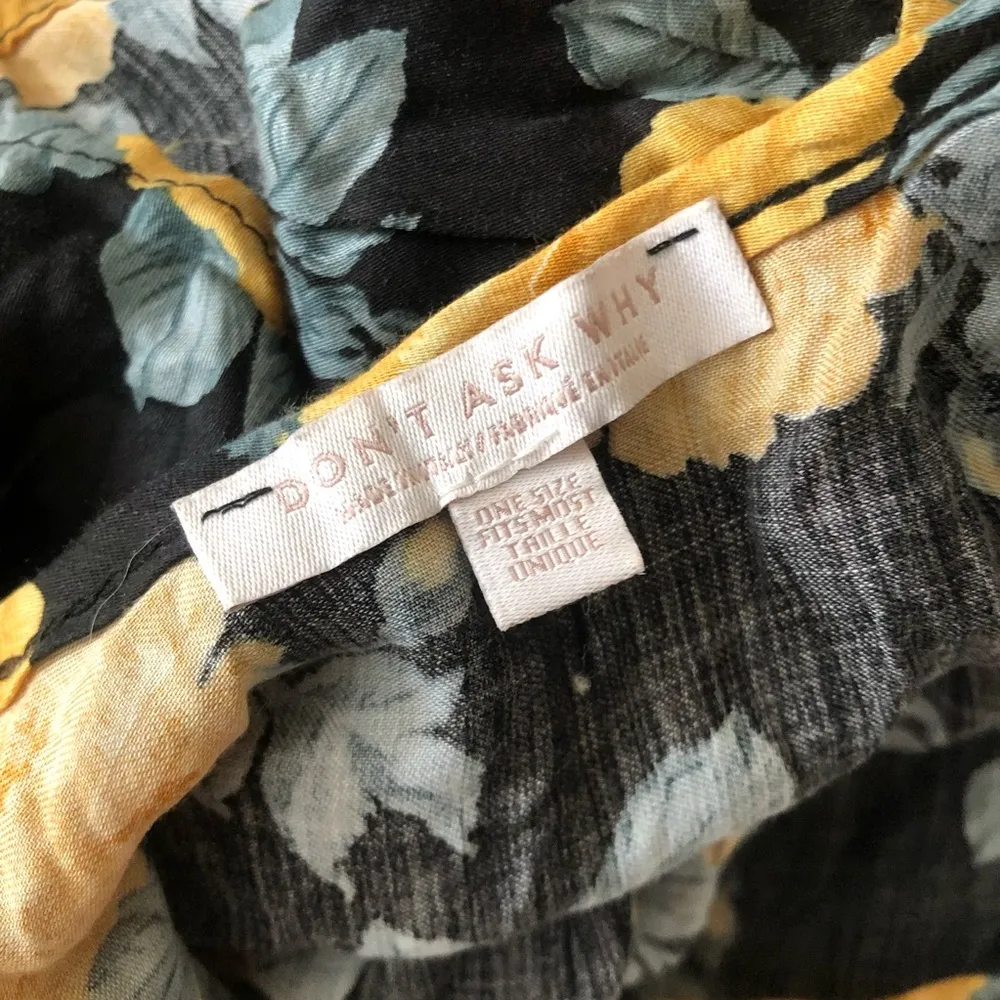 DON'T ASK WHY
MADE IN ITALY / FABRIQUÉ EN ITALIE
ONE SIZE
FITS MOST
TAILLE
UNIQUE